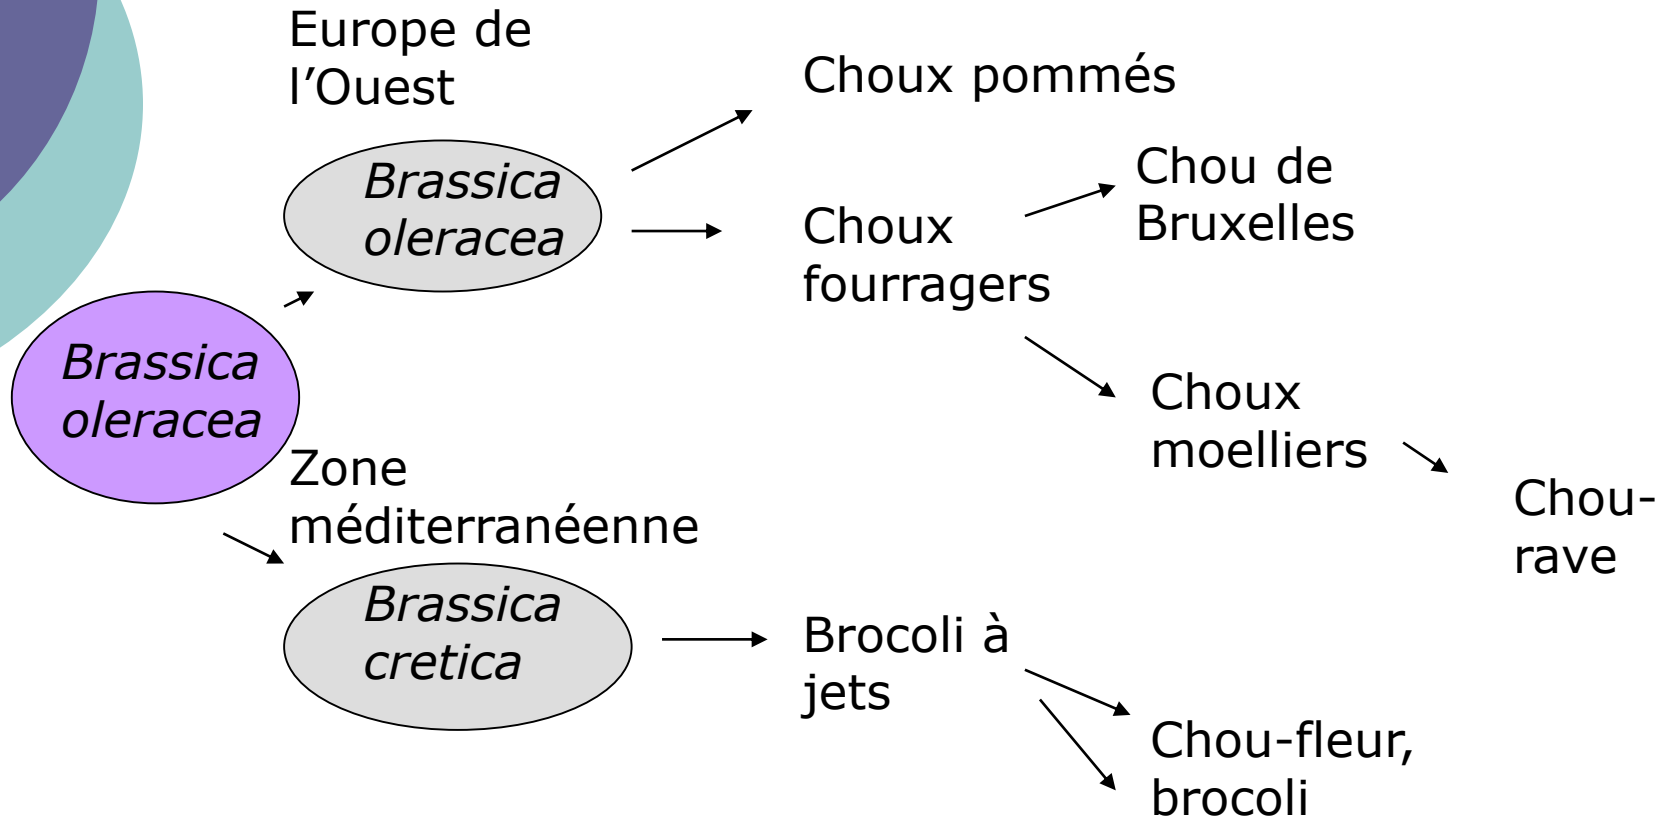 Europe de
l’Ouest
Choux pommés
Brassica
oleracea
Chou de
Bruxelles
Choux
fourragers
Brassica
oleracea
Choux
moelliers
Zone
méditerranéenne
Chou-
rave
Brassica
cretica
Brocoli à
jets
Chou-fleur,
brocoli